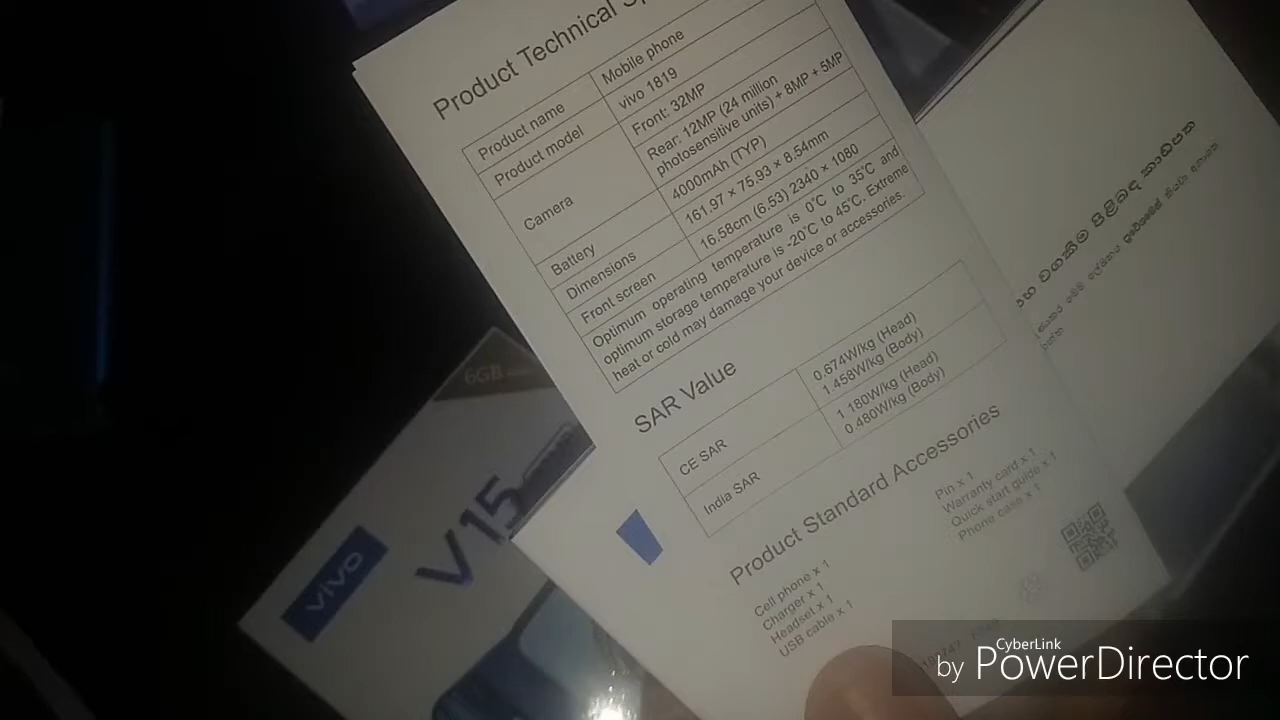 Product Technical
Product name
Mobile phone
Product model
vivo 1819
Camera
Front: 32MP
Rear: 12MP (24 million
photosensitive units) + 8MP + 5MP
Battery
4000mAh (TYP)
Dimensions
161.97 × 75.93 × 8.54mm
Front screen
16.58cm (6.53) 2340 × 1080
Optimum operating temperature is 0℃ to 35℃ and
optimum storage temperature is -20℃ to 45℃. Extreme
heat or cold may damage your device or accessories.
SAR Value
CE SAR
0.674W/kg (Head)
1.458W/kg (Body)
India SAR
1 180W/kg (Head)
0.480W/kg (Body)
Product Standard Accessories
Cell phone x 1
Charger x 1
Headset x 1
USB cable x 1
Pin x 1
Warranty card x 1
Quick start guide x 1
Phone case x 1
6GB
vivo
V15
පිළිබඳ
CyberLink
by PowerDirector